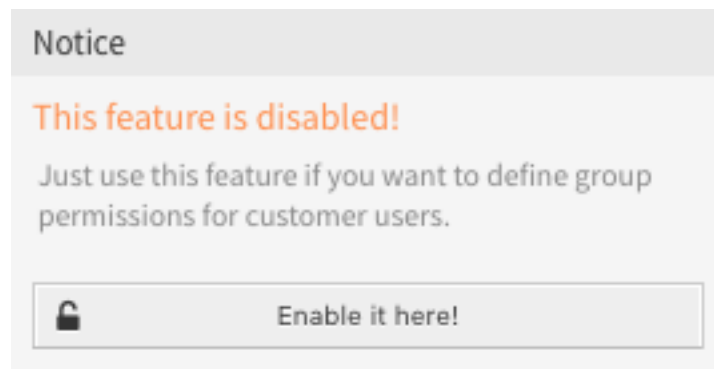 Notice
This feature is disabled!
Just use this feature if you want to define group
permissions for customer users.
Enable it here!